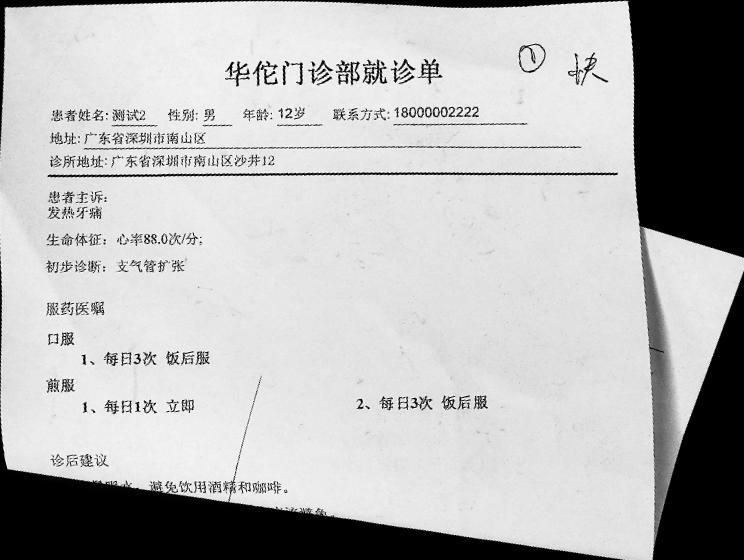 华佗门诊部就诊单 ① 快
患者姓名: 测试2 性别: 男 年龄: 12岁 联系方式: 18000002222
地址: 广东省深圳市南山区
诊所地址: 广东省深圳市南山区沙井12
患者主诉:
发热牙痛
生命体征: 心率88.0次/分;
初步诊断: 支气管扩张
服药医嘱
口服
1、每日3次 饭后服
煎服
1、每日1次 立即 2、每日3次 饭后服
诊后建议
避免饮用酒精和咖啡。